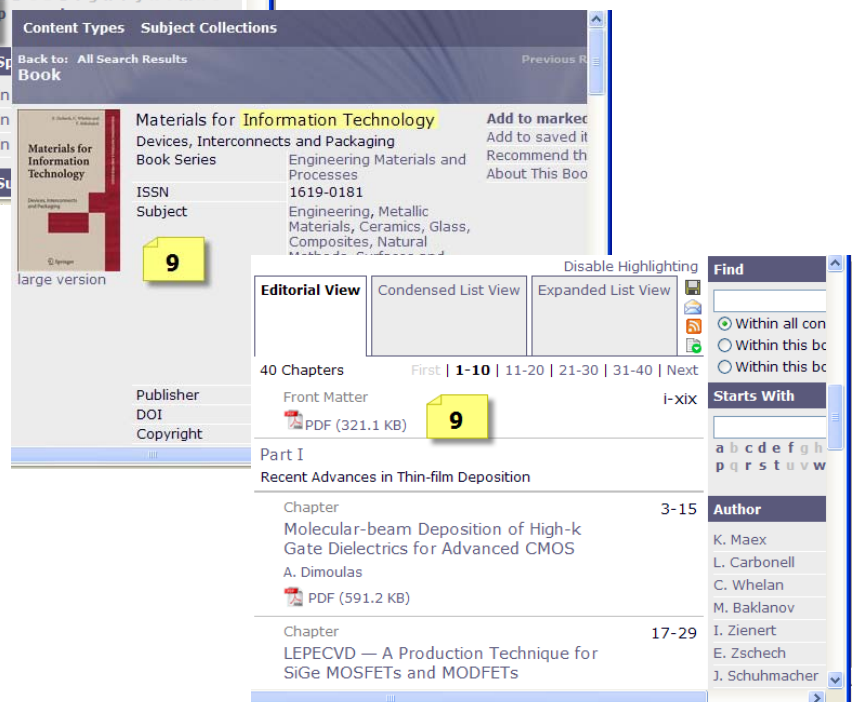 Content Types Subject Collections
Back to: All Search Results
Previous R
Book
Materials for
Information
Technology
Devices, Interconnects
and Packaging
Springer
large version
Materials for Information Technology
Devices, Interconnects and Packaging
Book Series
Engineering Materials and
Processes
ISSN
1619-0181
Subject
Engineering, Metallic
Materials, Ceramics, Glass,
Composites, Natural
Methods, Surfaces and
9
Publisher
DOI
Copyright
Add to marked
Add to saved it
Recommend th
About This Boo
Disable Highlighting
Editorial View
Condensed List View
Expanded List View
40 Chapters
First | 1-10 | 11-20 | 21-30 | 31-40 | Next
Front Matter
i-xix
PDF (321.1 KB)
9
Part I
Recent Advances in Thin-film Deposition
Chapter
3-15
Molecular-beam Deposition of High-k
Gate Dielectrics for Advanced CMOS
A. Dimoulas
PDF (591.2 KB)
Chapter
17-29
LEPECVD — A Production Technique for
SiGe MOSFETs and MODFETs
Find
Within all con
Within this bo
Within this bo
Starts With
a b c d e f g h
p q r s t u v w
Author
K. Maex
L. Carbonell
C. Whelan
M. Baklanov
I. Zienert
E. Zschech
J. Schuhmacher